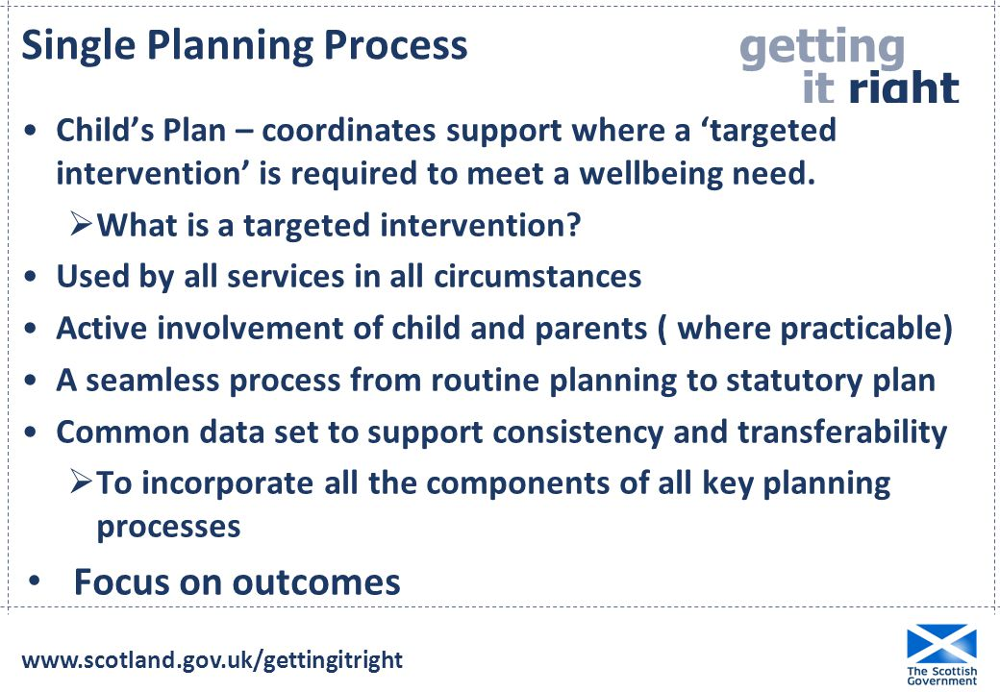 Single Planning Process
getting
it right
• Child’s Plan – coordinates support where a ‘targeted
intervention’ is required to meet a wellbeing need.
➢ What is a targeted intervention?
• Used by all services in all circumstances
• Active involvement of child and parents ( where practicable)
• A seamless process from routine planning to statutory plan
• Common data set to support consistency and transferability
➢ To incorporate all the components of all key planning
processes
• Focus on outcomes
www.scotland.gov.uk/gettingitright
The Scottish
Government